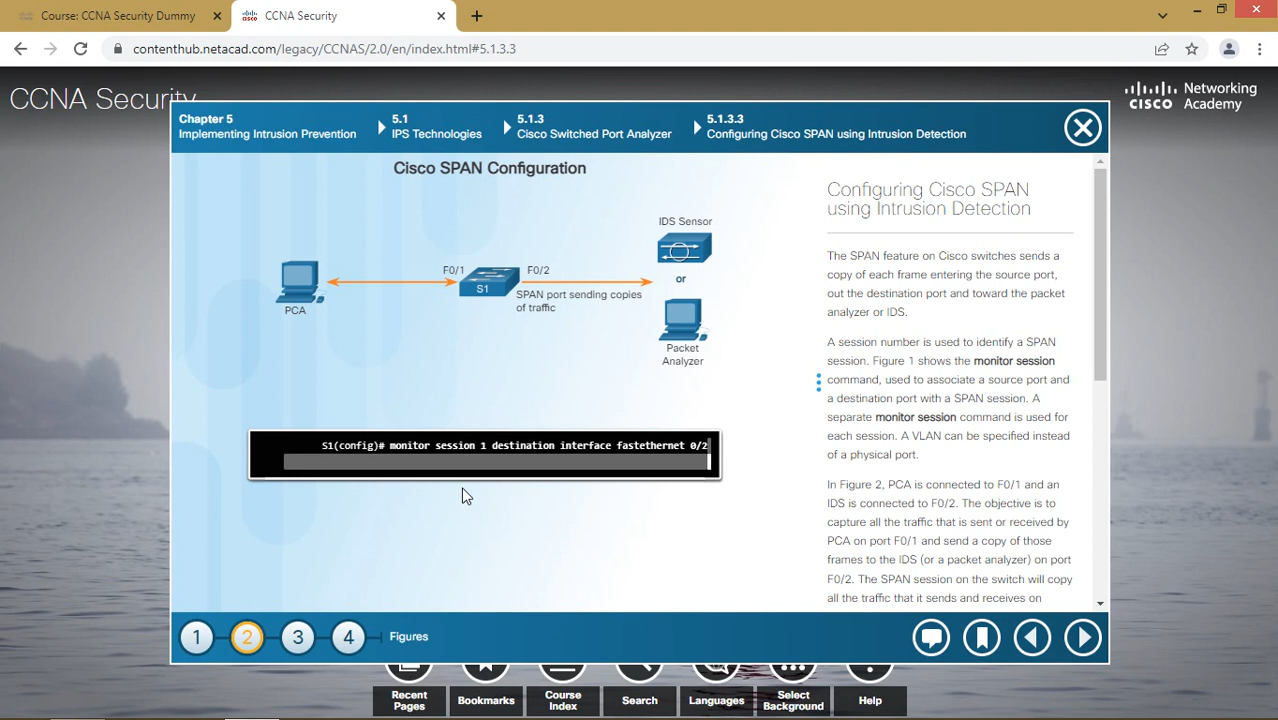 Course: CCNA Security Dummy
CCNA Security
contenthub.netacad.com/legacy/CCNAS/2.0/en/index.html#5.1.3.3
CCNA Security
Networking
CISCO Academy
Chapter 5
Implementing Intrusion Prevention
5.1
IPS Technologies
5.1.3
Cisco Switched Port Analyzer
5.1.3.3
Configuring Cisco SPAN using Intrusion Detection
Cisco SPAN Configuration
IDS Sensor
F0/1
F0/2
or
S1
SPAN port sending copies
of traffic
PCA
Packet
Analyzer
S1(config)# monitor session 1 destination interface fastethernet 0/2
Configuring Cisco SPAN
using Intrusion Detection
The SPAN feature on Cisco switches sends a
copy of each frame entering the source port,
out the destination port and toward the packet
analyzer or IDS.
A session number is used to identify a SPAN
session. Figure 1 shows the monitor session
command, used to associate a source port and
a destination port with a SPAN session. A
separate monitor session command is used for
each session. A VLAN can be specified instead
of a physical port.
In Figure 2, PCA is connected to F0/1 and an
IDS is connected to F0/2. The objective is to
capture all the traffic that is sent or received by
PCA on port F0/1 and send a copy of those
frames to the IDS (or a packet analyzer) on port
F0/2. The SPAN session on the switch will copy
all the traffic that it sends and receives on
1
2
3
4
Figures
Recent
Pages
Bookmarks
Course
Index
Search
Languages
Select
Background
Help